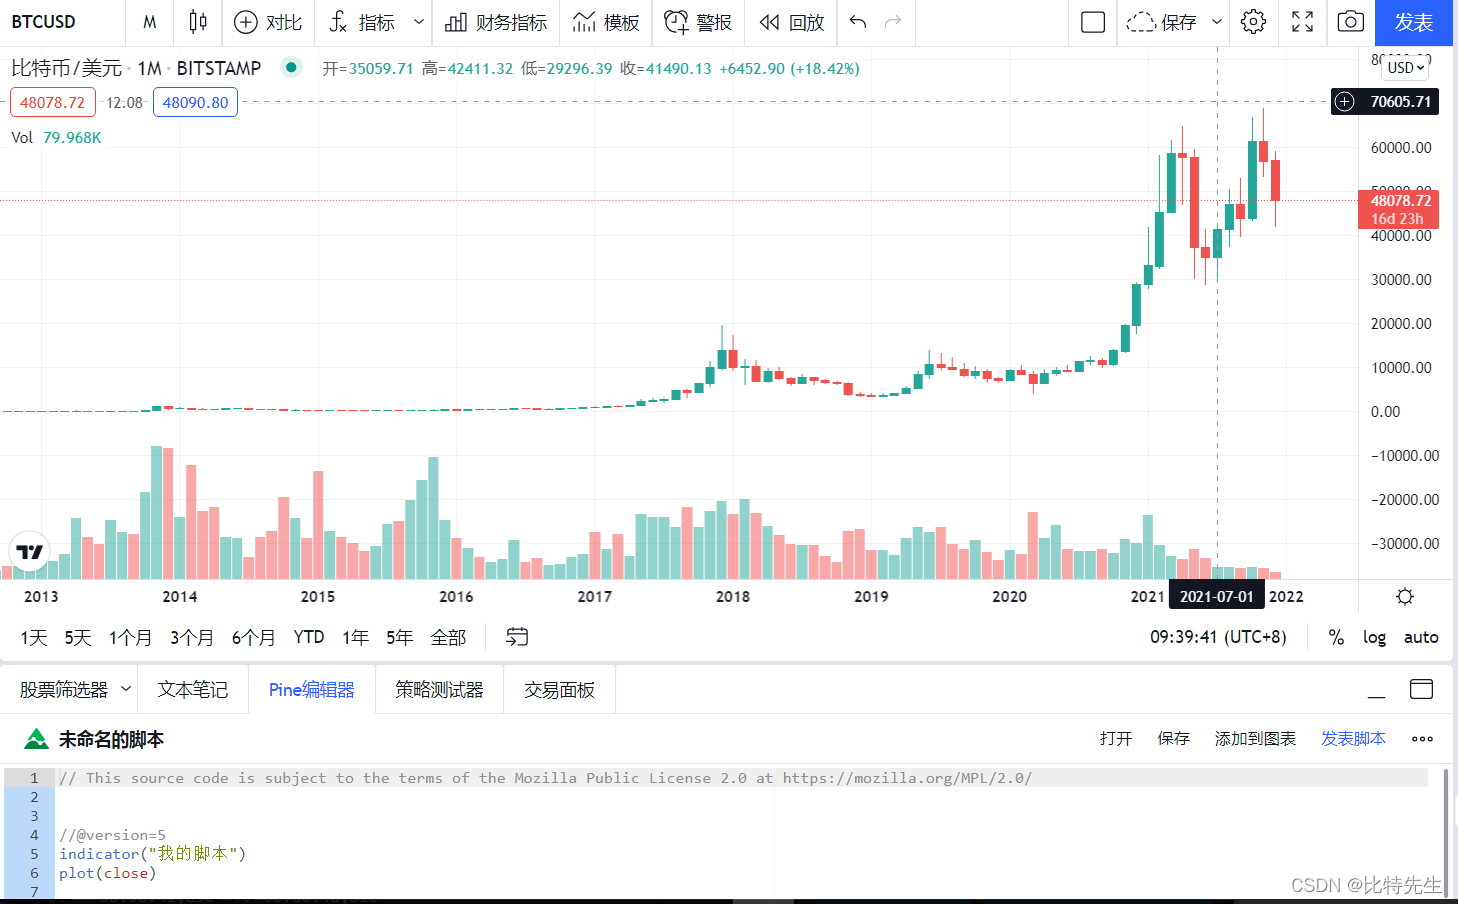 BTCUSD M 对比 指标 财务指标 模板 警报 回放 保存 发表
比特币/美元 · 1M · BITSTAMP 开=35059.71 高=42411.32 低=29296.39 收=41490.13 +6452.90 (+18.42%)
USD
48078.72 12.08 48090.80
70605.71
Vol 79.968K
60000.00
48078.72
16d 23h
40000.00
30000.00
20000.00
10000.00
0.00
−10000.00
−20000.00
−30000.00
2013 2014 2015 2016 2017 2018 2019 2020 2021 2021-07-01 2022
1天 5天 1个月 3个月 6个月 YTD 1年 5年 全部 09:39:41 (UTC+8) % log auto
股票筛选器 文本笔记 Pine编辑器 策略测试器 交易面板
未命名的脚本 打开 保存 添加到图表 发表脚本
1 // This source code is subject to the terms of the Mozilla Public License 2.0 at https://mozilla.org/MPL/2.0/
2
3
4 //@version=5
5 indicator("我的脚本")
6 plot(close)
7
CSDN @比特先生